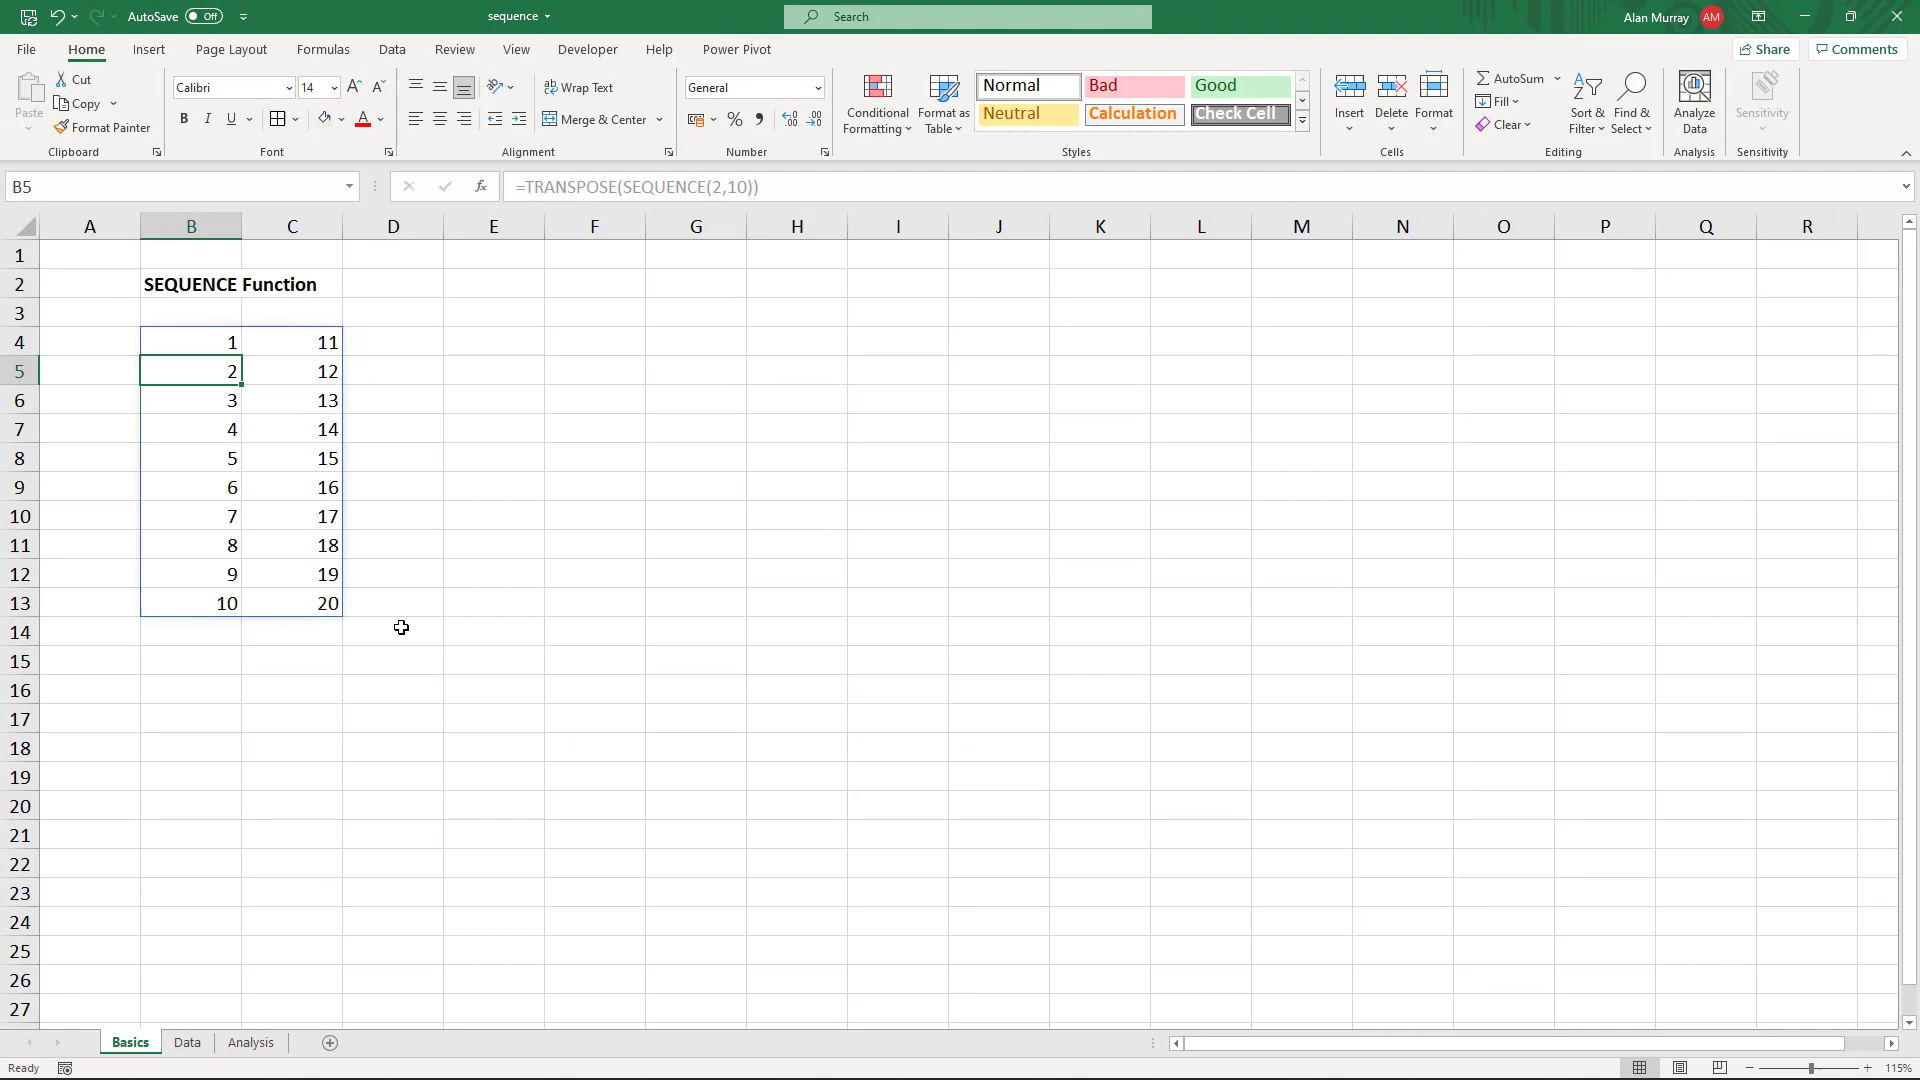 AutoSave Off sequence Search Alan Murray AM
File Home Insert Page Layout Formulas Data Review View Developer Help Power Pivot Share Comments
Paste Cut Copy Format Painter
Calibri 14
B I U A
Wrap Text
Merge & Center
General
%
Conditional Formatting
Format as Table
Normal Bad Good
Neutral Calculation Check Cell
Insert Delete Format
AutoSum
Fill
Clear
Sort & Filter
Find & Select
Analyze Data
Sensitivity
Clipboard Font Alignment Number Styles Cells Editing Analysis Sensitivity
B5 fx =TRANSPOSE(SEQUENCE(2,10))
A B C D E F G H I J K L M N O P Q R
1
2 SEQUENCE Function
3
4 1 11
5 2 12
6 3 13
7 4 14
8 5 15
9 6 16
10 7 17
11 8 18
12 9 19
13 10 20
14
15
16
17
18
19
20
21
22
23
24
25
26
27
Basics Data Analysis
Ready 115%